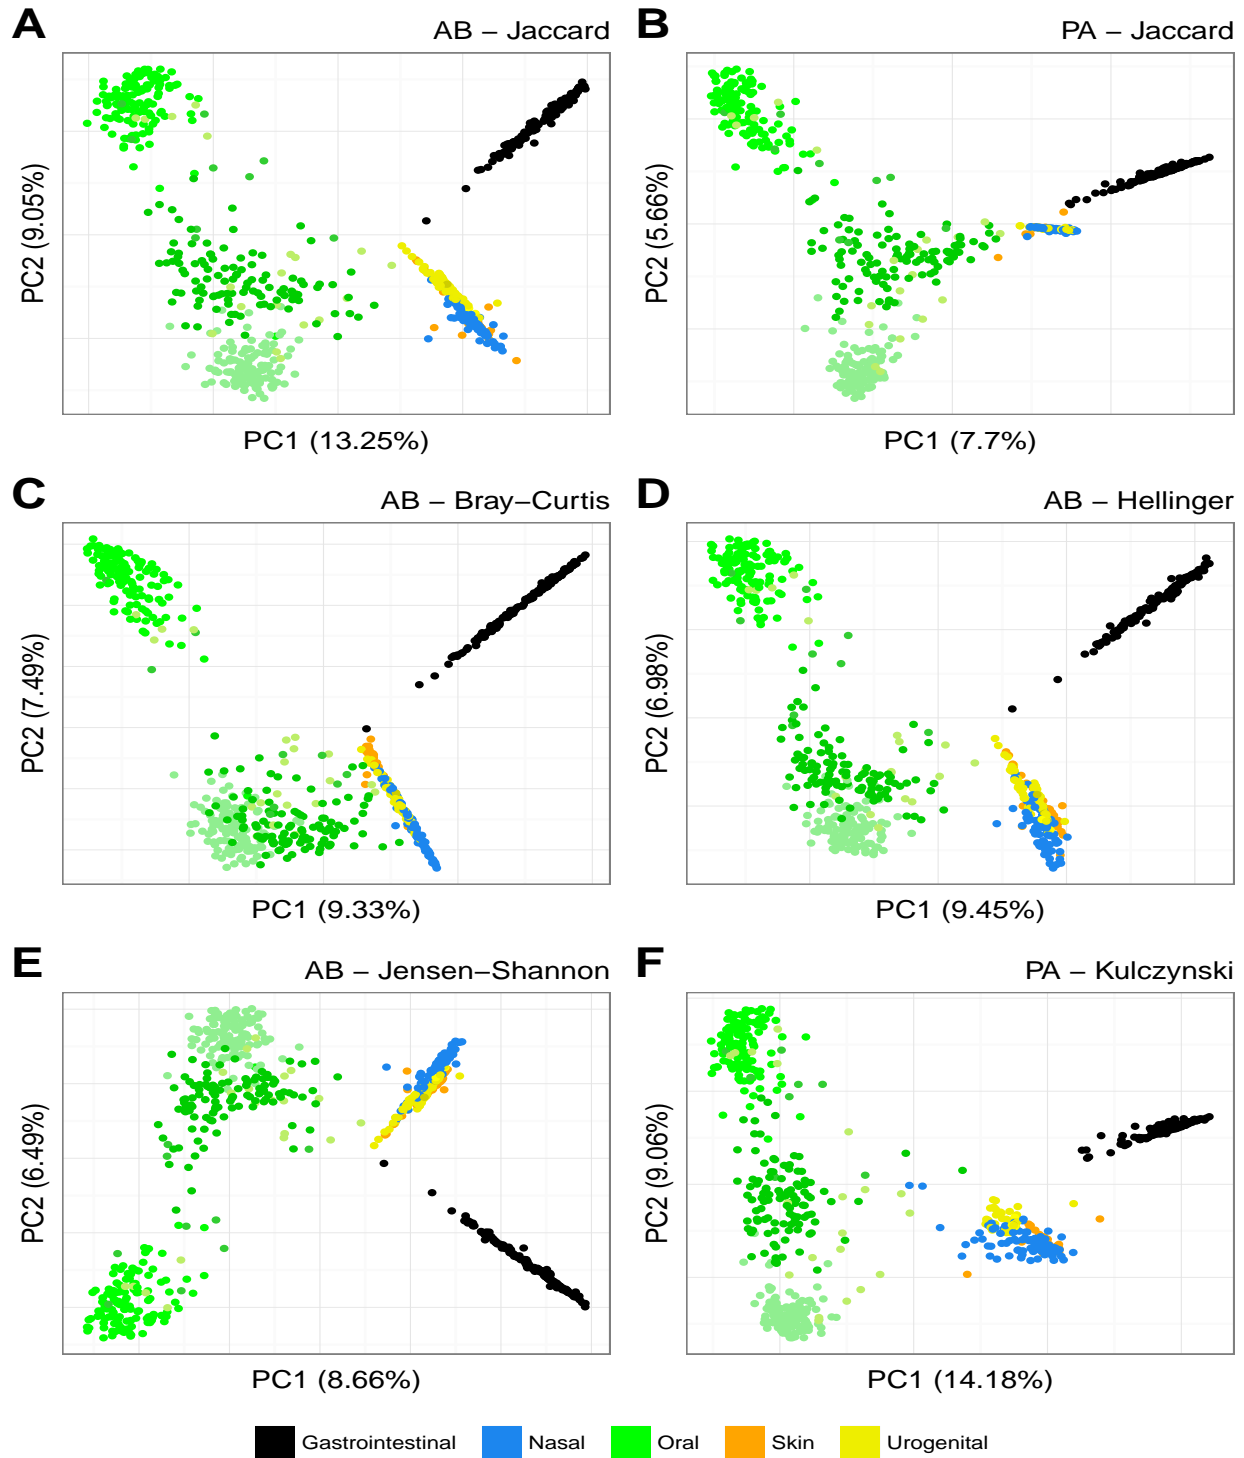 A
AB – Jaccard
PC2 (9.05%)
PC1 (13.25%)
B
PA – Jaccard
PC2 (5.66%)
PC1 (7.7%)
C
AB – Bray–Curtis
PC2 (7.49%)
PC1 (9.33%)
D
AB – Hellinger
PC2 (6.98%)
PC1 (9.45%)
E
AB – Jensen–Shannon
PC2 (6.49%)
PC1 (8.66%)
F
PA – Kulczynski
PC2 (9.06%)
PC1 (14.18%)
Gastrointestinal Nasal Oral Skin Urogenital